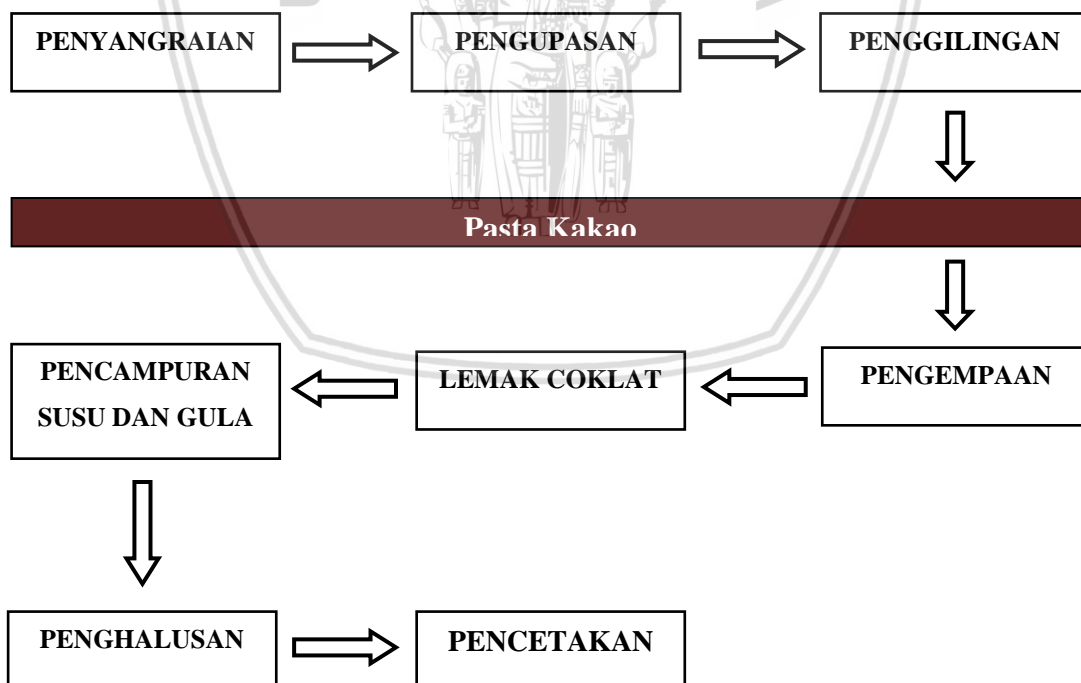 PENYANGRAIAN
PENGUPASAN
PENGGILINGAN
Pasta Kakao
PENGEMPAAN
LEMAK COKLAT
PENCAMPURAN
SUSU DAN GULA
PENGHALUSAN
PENCETAKAN